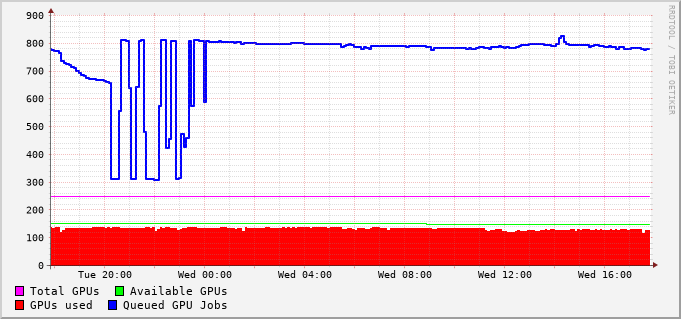 900
800
700
600
500
400
300
200
100
0
Tue 20:00 Wed 00:00 Wed 04:00 Wed 08:00 Wed 12:00 Wed 16:00
Total GPUs Available GPUs
GPUs used Queued GPU Jobs
RRDTOOL / TOBI OETIKER